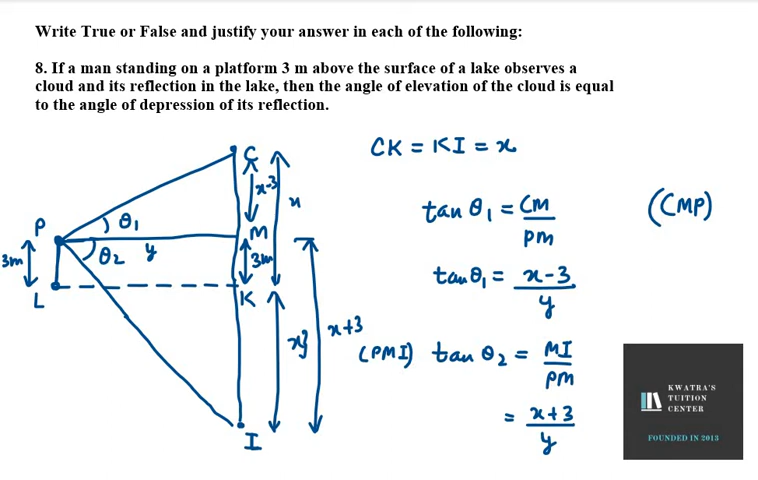 Write True or False and justify your answer in each of the following:
8. If a man standing on a platform 3 m above the surface of a lake observes a
cloud and its reflection in the lake, then the angle of elevation of the cloud is equal
to the angle of depression of its reflection.
CK = KI = x
C
x-3
x
P
θ1
M
tan θ1 = CM/PM
(CMP)
3m
θ2
y
3m
L
K
tan θ1 = x-3/y
x
x+3
(PMI) tan θ2 = MI/PM
= x+3/y
I
KWATRA'S
TUITION
CENTER
FOUNDED IN 2013